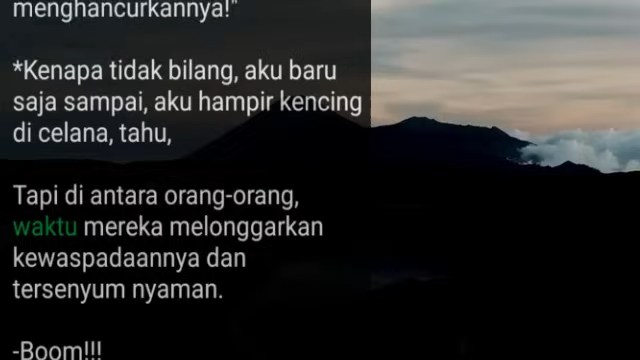 menghancurkannya!"
*Kenapa tidak bilang, aku baru
saja sampai, aku hampir kencing
di celana, tahu,
Tapi di antara orang-orang,
waktu mereka melonggarkan
kewaspadaannya dan
tersenyum nyaman.
-Boom!!!